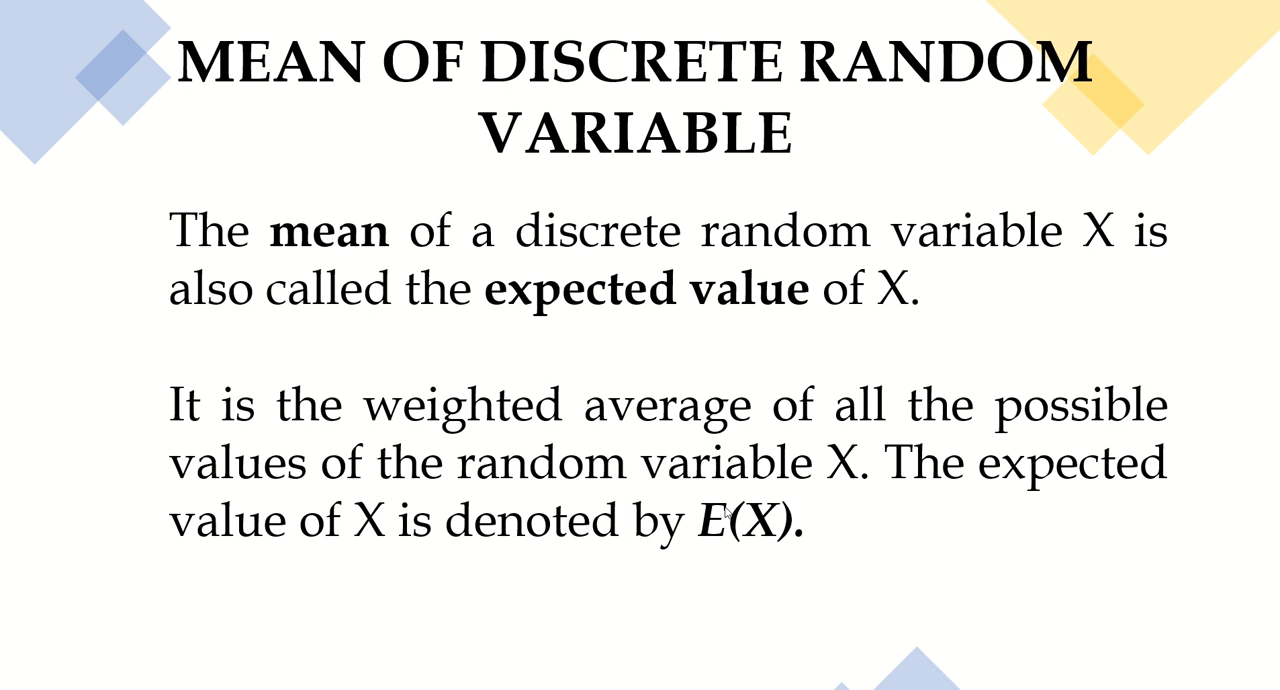 MEAN OF DISCRETE RANDOM
VARIABLE
The mean of a discrete random variable X is
also called the expected value of X.
It is the weighted average of all the possible
values of the random variable X. The expected
value of X is denoted by E(X).